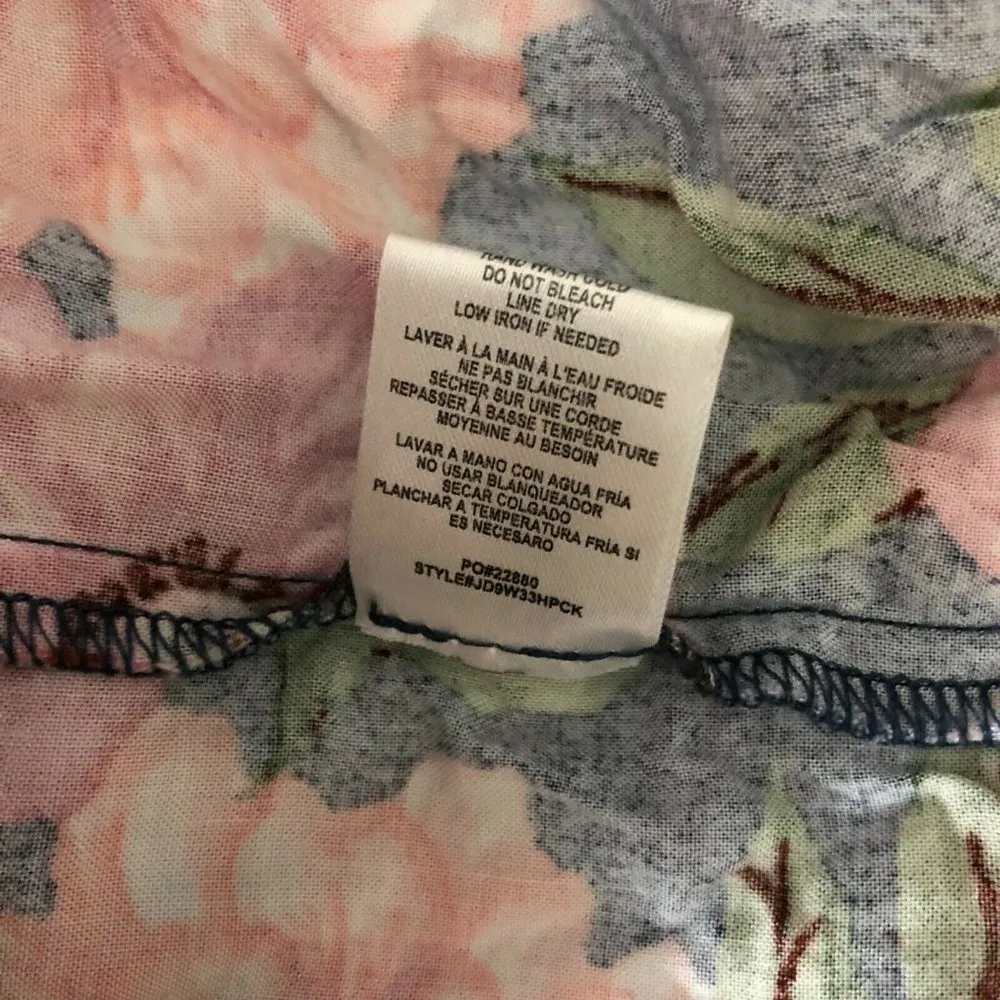 HAND WASH COLD
DO NOT BLEACH
LINE DRY
LOW IRON IF NEEDED
LAVER À LA MAIN À L'EAU FROIDE
NE PAS BLANCHIR
SÉCHER SUR UNE CORDE
REPASSER À BASSE TEMPÉRATURE
MOYENNE AU BESOIN
LAVAR A MANO CON AGUA FRÍA
NO USAR BLANQUEADOR
SECAR COLGADO
PLANCHAR A TEMPERATURA FRÍA SI
ES NECESARO
PO#22880
STYLE#JD9W33HPCK